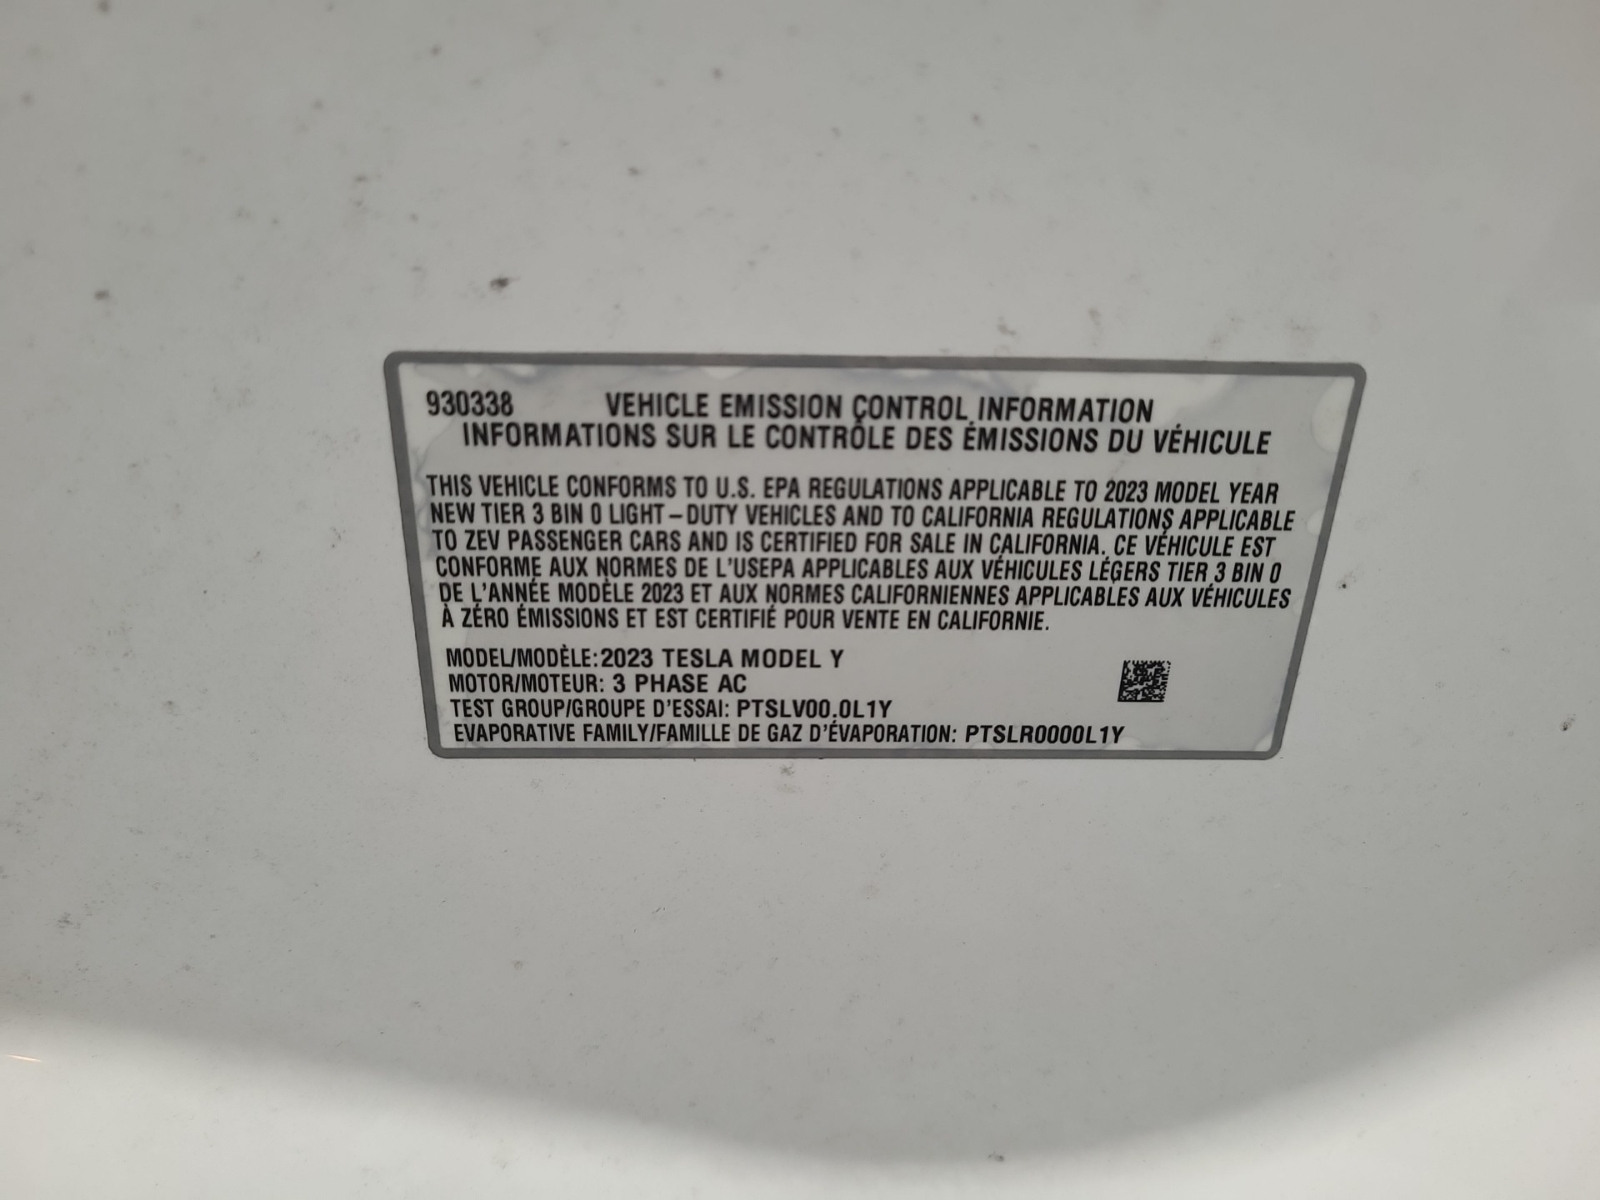 930338 VEHICLE EMISSION CONTROL INFORMATION
INFORMATIONS SUR LE CONTRÔLE DES ÉMISSIONS DU VÉHICULE
THIS VEHICLE CONFORMS TO U.S. EPA REGULATIONS APPLICABLE TO 2023 MODEL YEAR
NEW TIER 3 BIN 0 LIGHT–DUTY VEHICLES AND TO CALIFORNIA REGULATIONS APPLICABLE
TO ZEV PASSENGER CARS AND IS CERTIFIED FOR SALE IN CALIFORNIA. CE VÉHICULE EST
CONFORME AUX NORMES DE L'USEPA APPLICABLES AUX VÉHICULES LÉGERS TIER 3 BIN 0
DE L'ANNÉE MODÈLE 2023 ET AUX NORMES CALIFORNIENNES APPLICABLES AUX VÉHICULES
À ZÉRO ÉMISSIONS ET EST CERTIFIÉ POUR VENTE EN CALIFORNIE.
MODEL/MODÈLE: 2023 TESLA MODEL Y
MOTOR/MOTEUR: 3 PHASE AC
TEST GROUP/GROUPE D'ESSAI: PTSLV00.0L1Y
EVAPORATIVE FAMILY/FAMILLE DE GAZ D'ÉVAPORATION: PTSLR0000L1Y